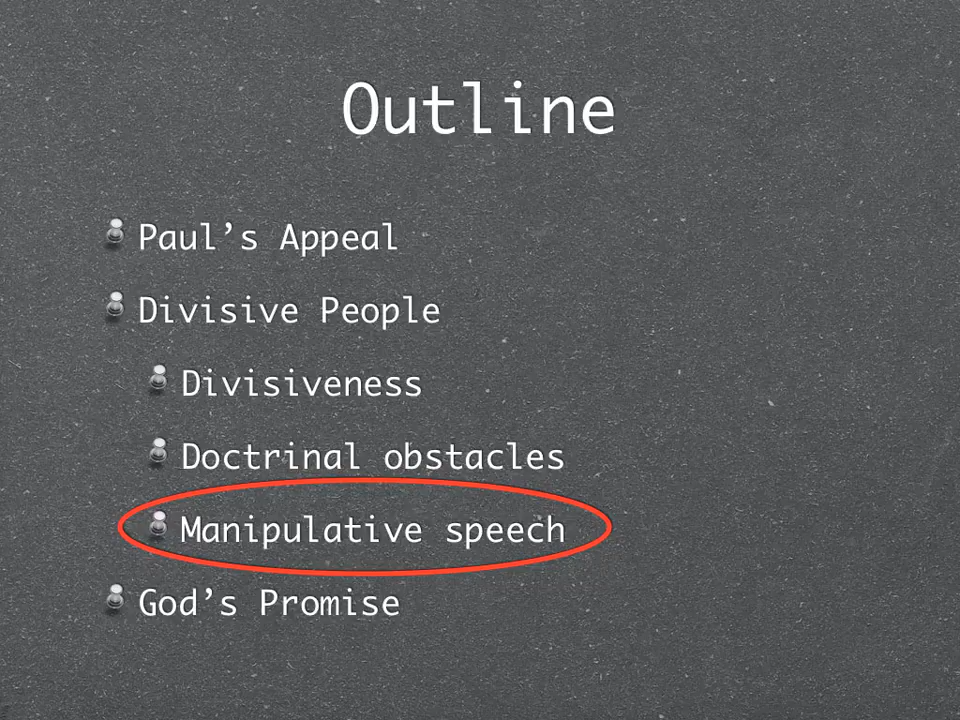 Outline
Paul’s Appeal
Divisive People
Divisiveness
Doctrinal obstacles
Manipulative speech
God’s Promise